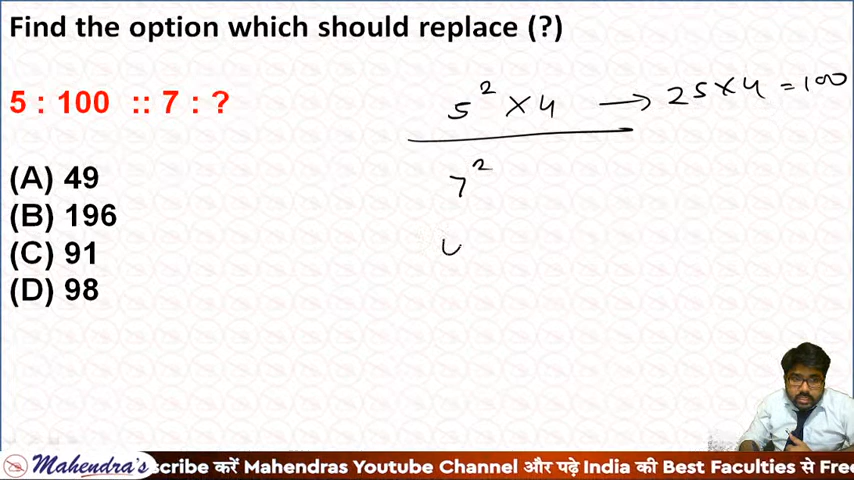 Find the option which should replace (?)
5 : 100 :: 7 : ?
5² × 4 → 25 × 4 = 100
7²
(A) 49
(B) 196
(C) 91
(D) 98
Mahendra's
scribe करें Mahendras Youtube Channel और पढ़े India की Best Faculties से Free